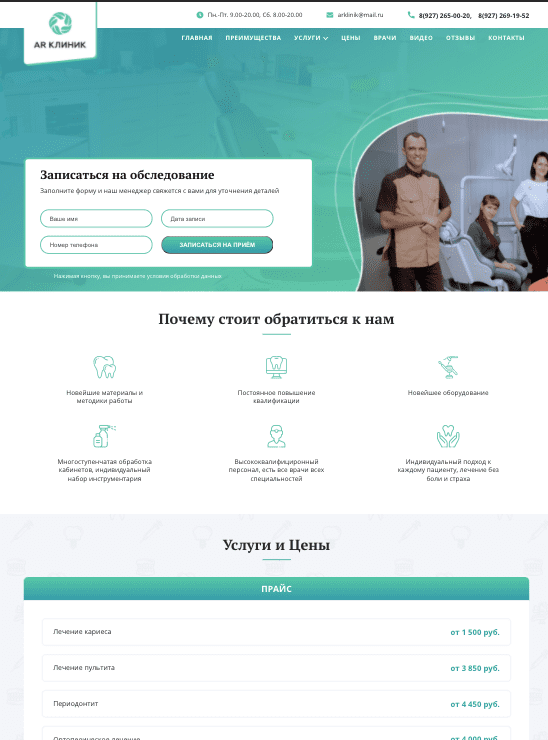 Пн.-Пт. 9.00-20.00, Сб. 8.00-20.00
arklinik@mail.ru
8(927) 265-00-20, 8(927) 269-19-52
AR КЛИНИК
ГЛАВНАЯ ПРЕИМУЩЕСТВА УСЛУГИ ЦЕНЫ ВРАЧИ ВИДЕО ОТЗЫВЫ КОНТАКТЫ
Записаться на обследование
Заполните форму и наш менеджер свяжется с вами для уточнения деталей
Ваше имя
Дата записи
Номер телефона
ЗАПИСАТЬСЯ НА ПРИЁМ
Нажимая кнопку, вы принимаете условия обработки данных
Почему стоит обратиться к нам
Новейшие материалы и
методики работы
Постоянное повышение
квалификации
Новейшее оборудование
Многоступенчатая обработка
кабинетов, индивидуальный
набор инструментария
Высококвалифициронный
персонал, есть все врачи всех
специальностей
Индивидуальный подход к
каждому пациенту, лечение без
боли и страха
Услуги и Цены
ПРАЙС
Лечение кариеса
от 1 500 руб.
Лечение пульпита
от 3 850 руб.
Периодонтит
от 4 450 руб.
Ортопедическое лечение
от 4 000 руб.